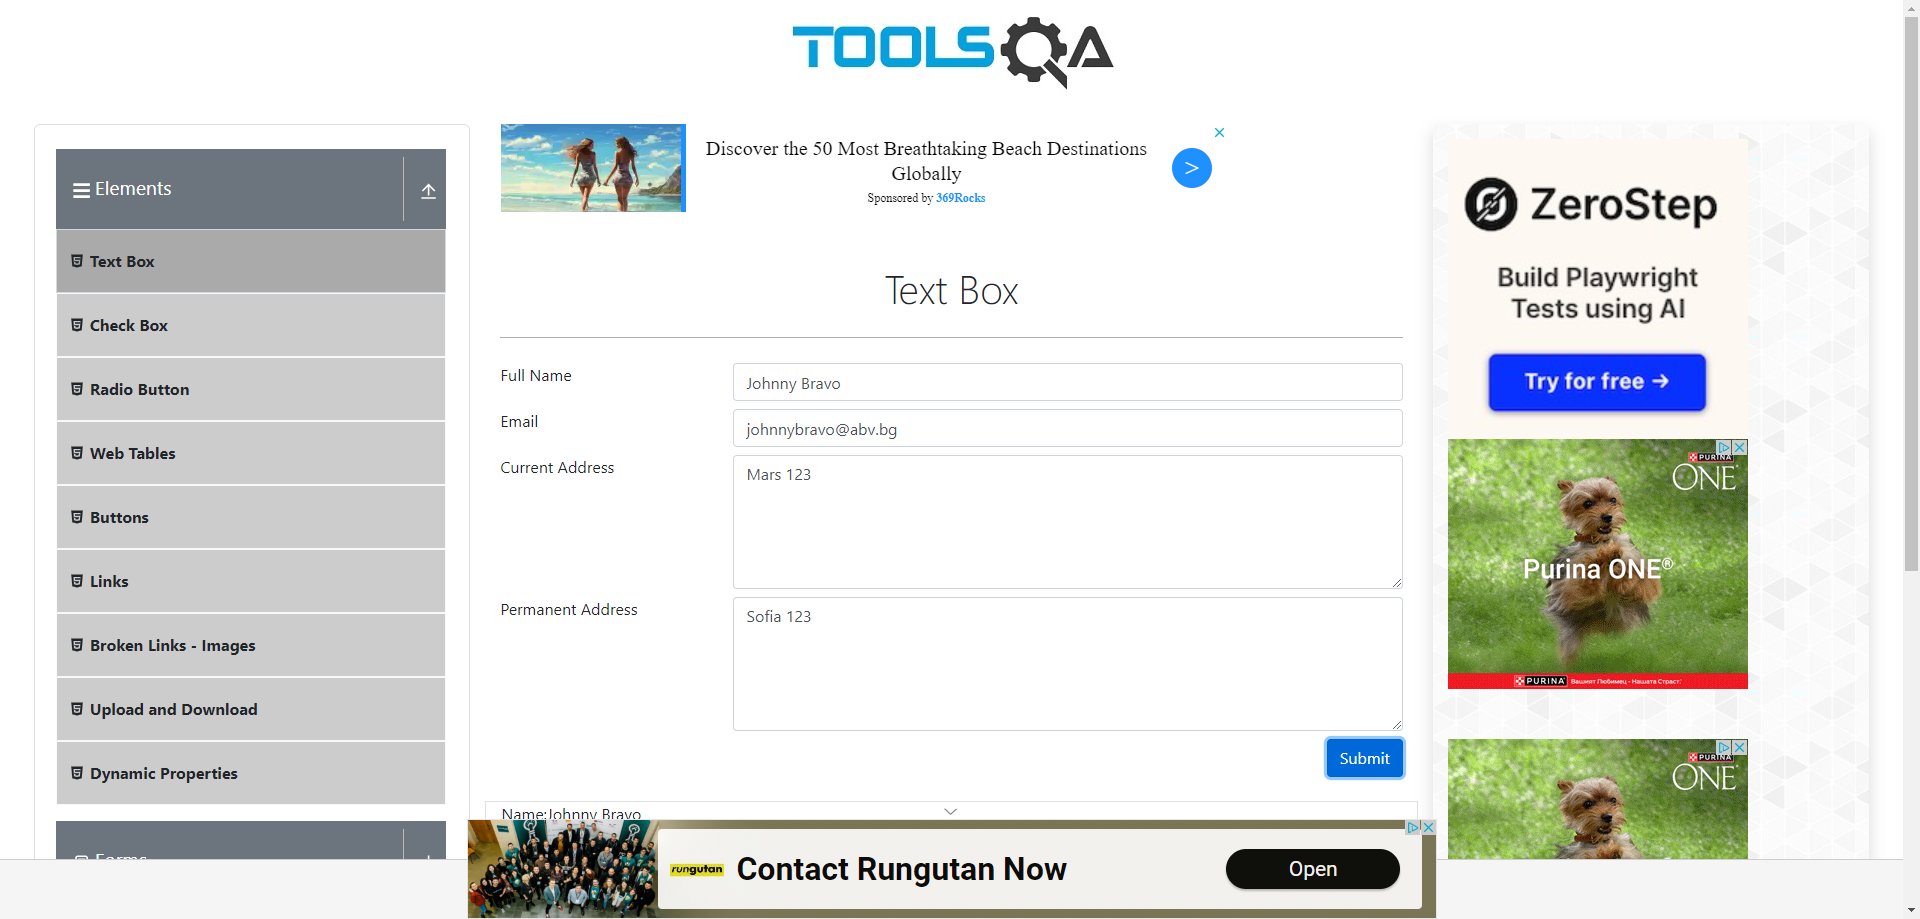 TOOLSQA
Elements
Text Box
Check Box
Radio Button
Web Tables
Buttons
Links
Broken Links - Images
Upload and Download
Dynamic Properties
Forms
Discover the 50 Most Breathtaking Beach Destinations
Globally
Sponsored by 369Rocks
>
Text Box
Full Name
Johnny Bravo
Email
johnnybravo@abv.bg
Current Address
Mars 123
Permanent Address
Sofia 123
Submit
Name:Johnny Bravo
rungutan
Contact Rungutan Now
Open
ZeroStep
Build Playwright
Tests using AI
Try for free →
PURINA
ONE
Purina ONE®
PURINA Вашият Любимец - Нашата Страст.
PURINA
ONE